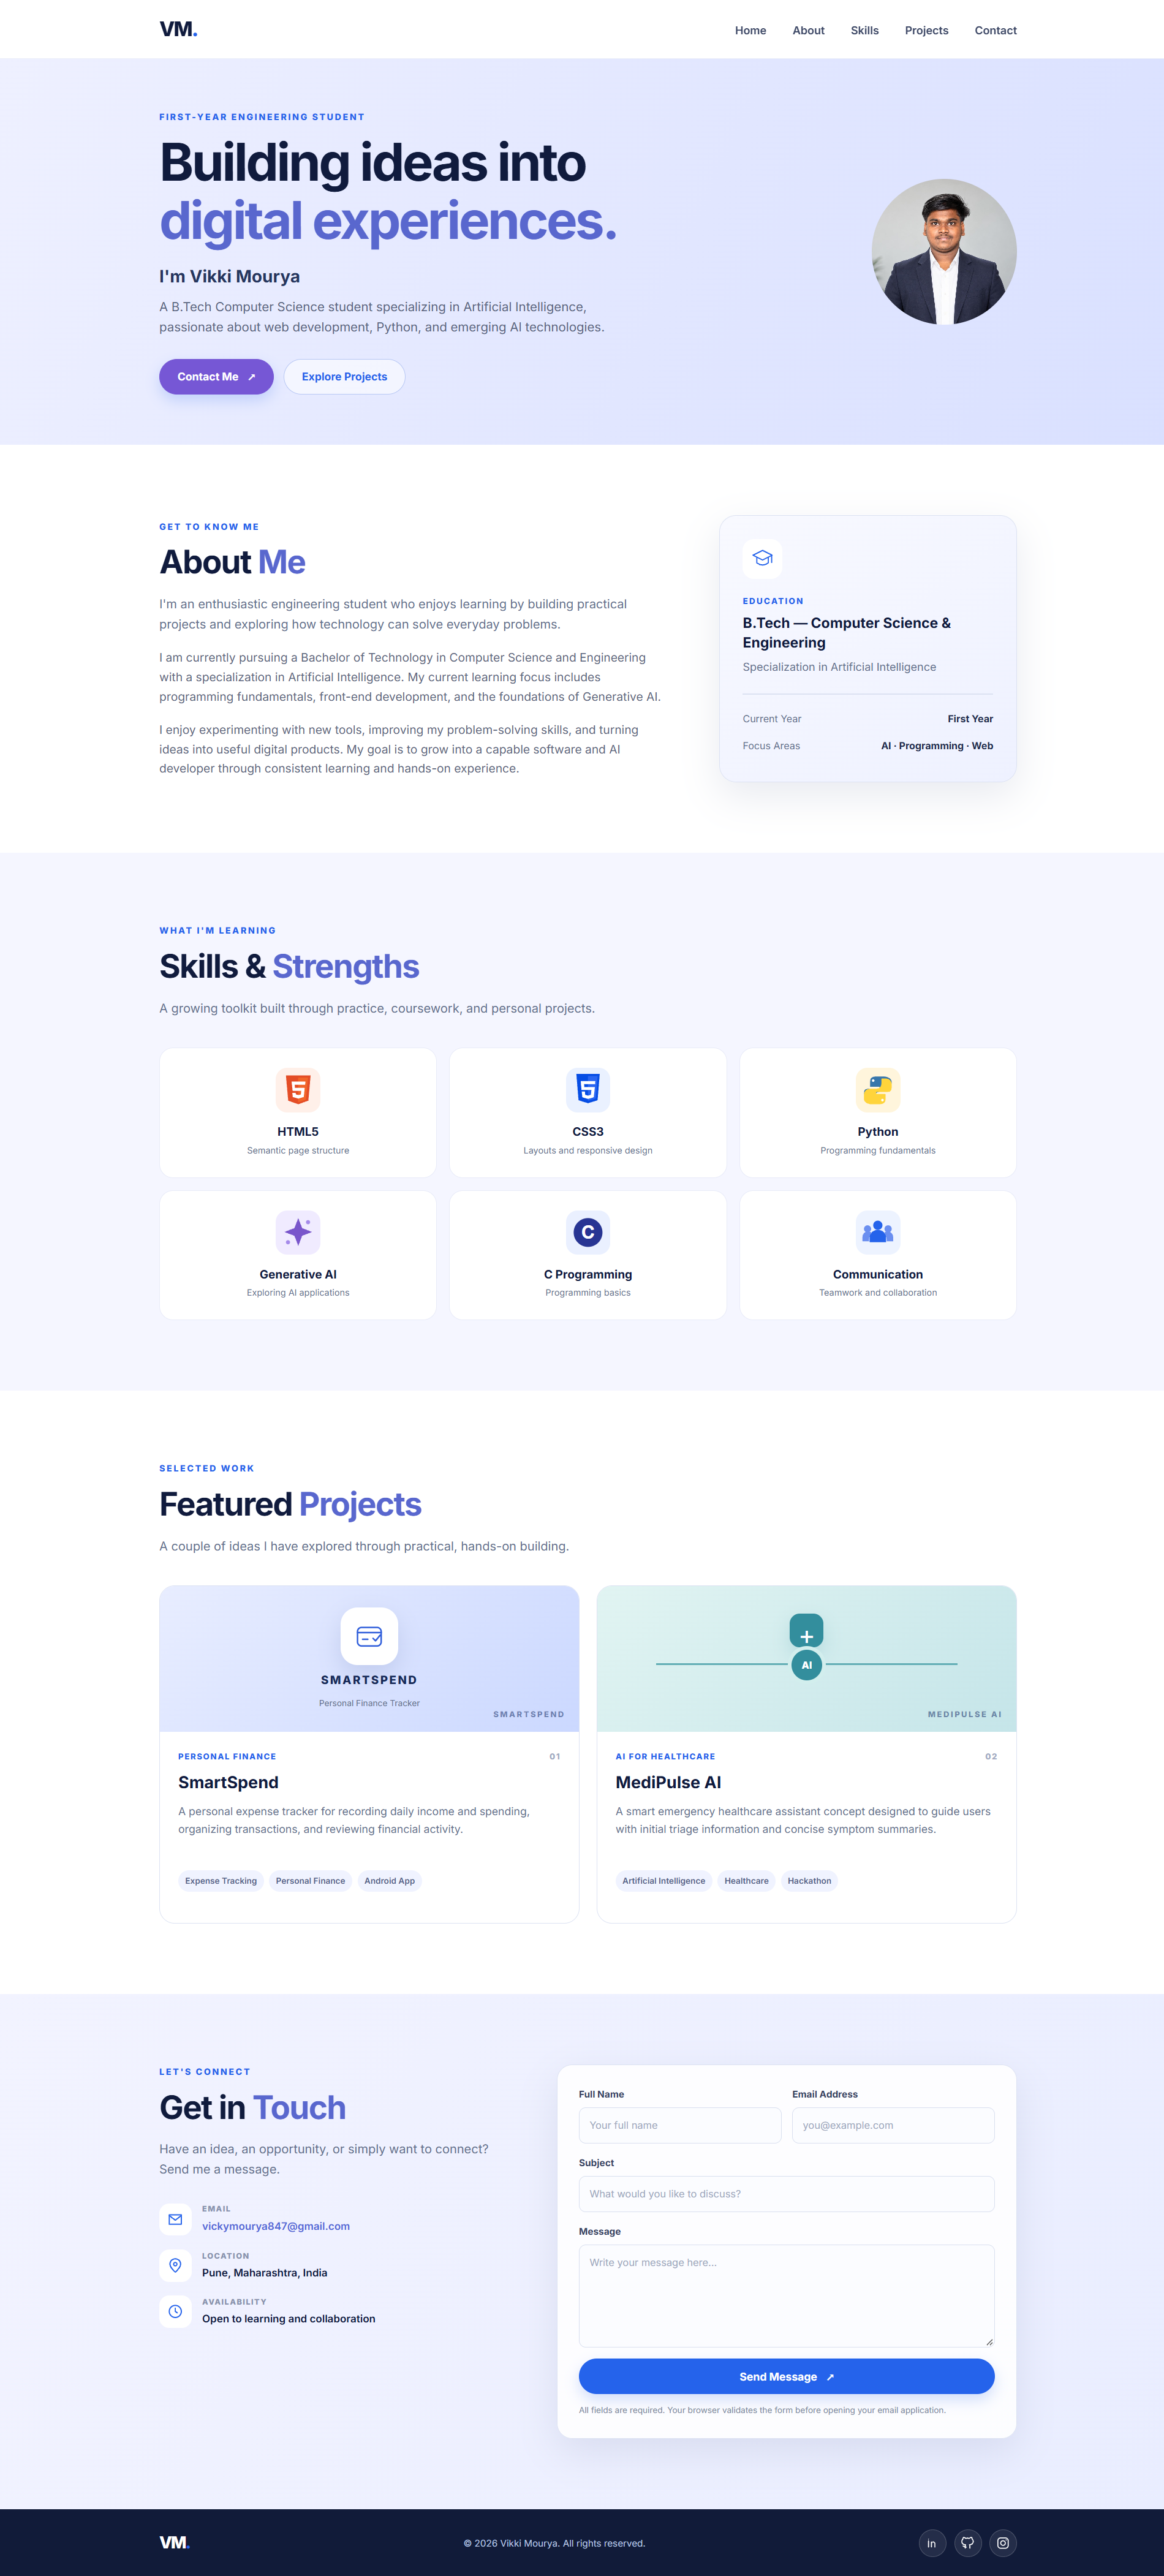 VM.
Home About Skills Projects Contact
FIRST-YEAR ENGINEERING STUDENT
Building ideas into
digital experiences.
I'm Vikki Mourya
A B.Tech Computer Science student specializing in Artificial Intelligence,
passionate about web development, Python, and emerging AI technologies.
Contact Me ↗ Explore Projects
GET TO KNOW ME
About Me
I'm an enthusiastic engineering student who enjoys learning by building practical
projects and exploring how technology can solve everyday problems.
I am currently pursuing a Bachelor of Technology in Computer Science and Engineering
with a specialization in Artificial Intelligence. My current learning focus includes
programming fundamentals, front-end development, and the foundations of Generative AI.
I enjoy experimenting with new tools, improving my problem-solving skills, and turning
ideas into useful digital products. My goal is to grow into a capable software and AI
developer through consistent learning and hands-on experience.
EDUCATION
B.Tech — Computer Science &
Engineering
Specialization in Artificial Intelligence
Current Year First Year
Focus Areas AI · Programming · Web
WHAT I'M LEARNING
Skills & Strengths
A growing toolkit built through practice, coursework, and personal projects.
5
HTML5
Semantic page structure
5
CSS3
Layouts and responsive design
Python
Programming fundamentals
Generative AI
Exploring AI applications
C
C Programming
Programming basics
Communication
Teamwork and collaboration
SELECTED WORK
Featured Projects
A couple of ideas I have explored through practical, hands-on building.
SMARTSPEND
Personal Finance Tracker
SMARTSPEND
PERSONAL FINANCE 01
SmartSpend
A personal expense tracker for recording daily income and spending,
organizing transactions, and reviewing financial activity.
Expense Tracking Personal Finance Android App
+
AI
MEDIPULSE AI
AI FOR HEALTHCARE 02
MediPulse AI
A smart emergency healthcare assistant concept designed to guide users
with initial triage information and concise symptom summaries.
Artificial Intelligence Healthcare Hackathon
LET'S CONNECT
Get in Touch
Have an idea, an opportunity, or simply want to connect?
Send me a message.
EMAIL
vickymourya847@gmail.com
LOCATION
Pune, Maharashtra, India
AVAILABILITY
Open to learning and collaboration
Full Name Email Address
Your full name you@example.com
Subject
What would you like to discuss?
Message
Write your message here...
Send Message ↗
All fields are required. Your browser validates the form before opening your email application.
VM.
© 2026 Vikki Mourya. All rights reserved.
in